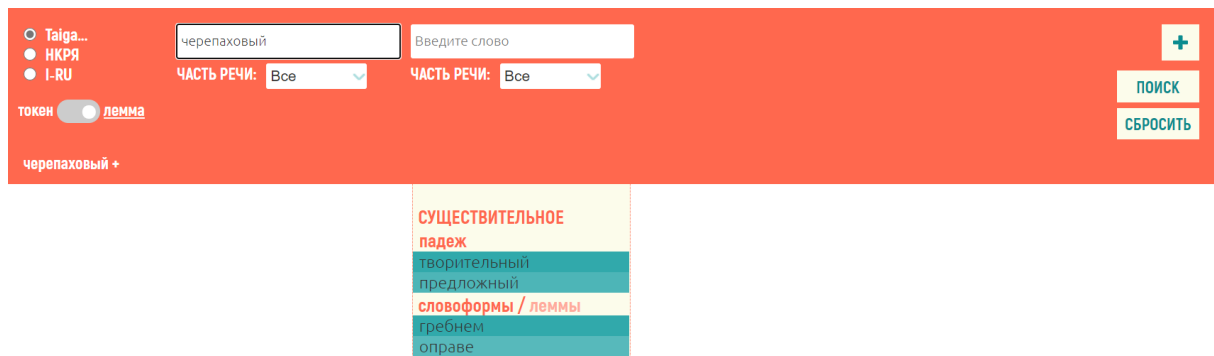 Taiga...
НКРЯ
I-RU
токен лемма
черепаховый
ЧАСТЬ РЕЧИ: Все
Введите слово
ЧАСТЬ РЕЧИ: Все
+
ПОИСК
СБРОСИТЬ
черепаховый +
СУЩЕСТВИТЕЛЬНОЕ
падеж
творительный
предложный
словоформы / леммы
гребнем
оправе